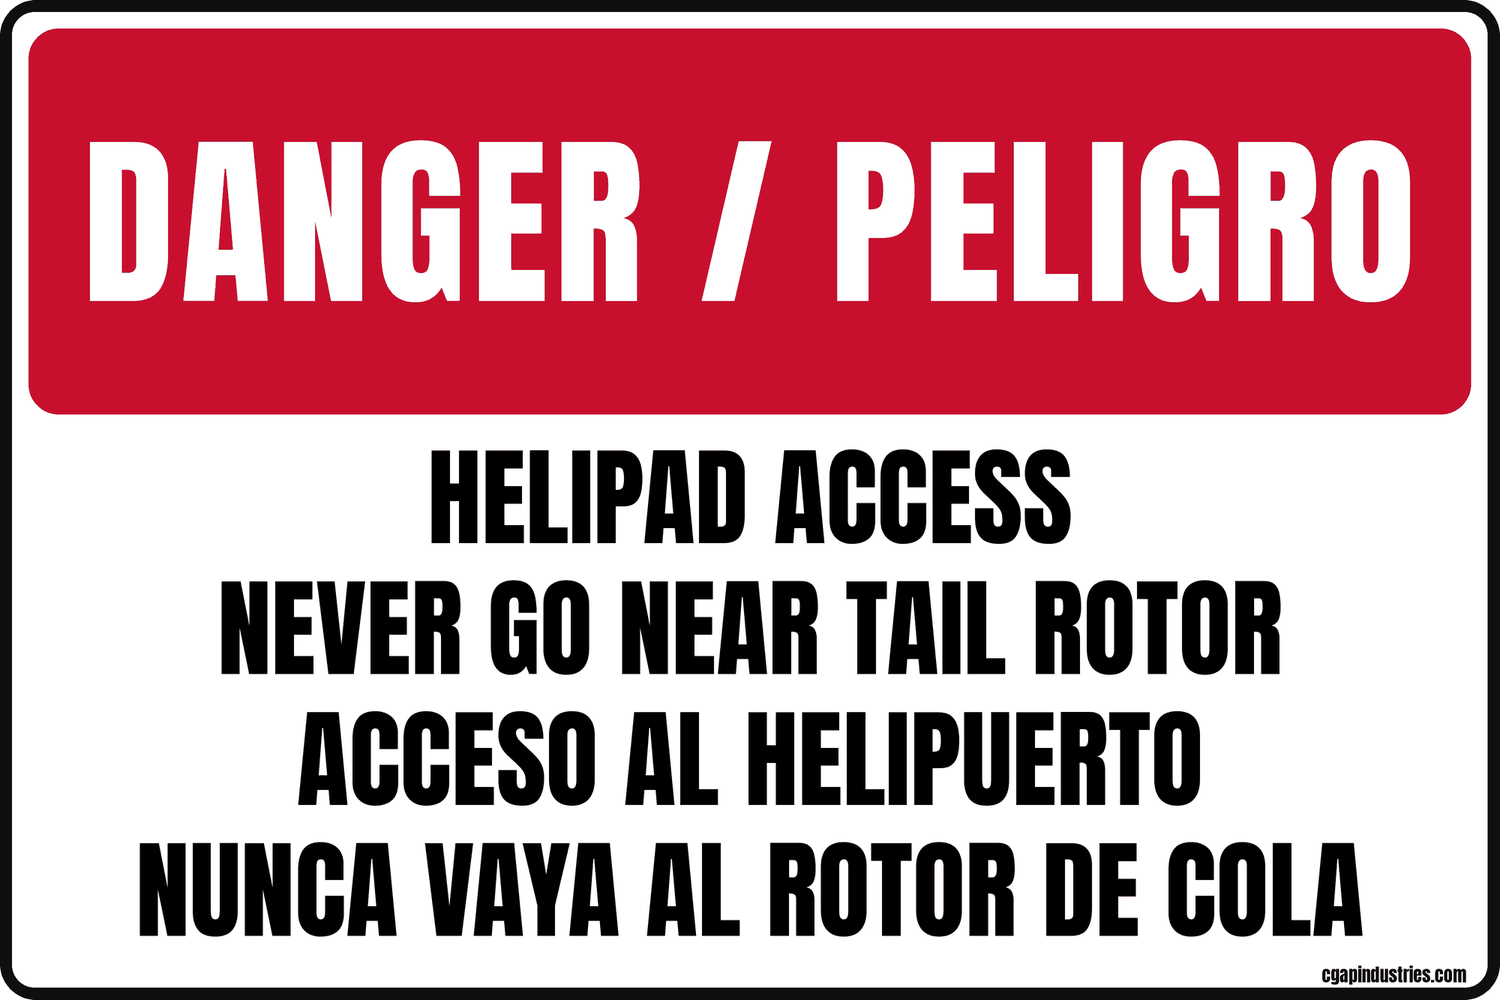 DANGER / PELIGRO
HELIPAD ACCESS
NEVER GO NEAR TAIL ROTOR
ACCESO AL HELIPUERTO
NUNCA VAYA AL ROTOR DE COLA
cgapindustries.com